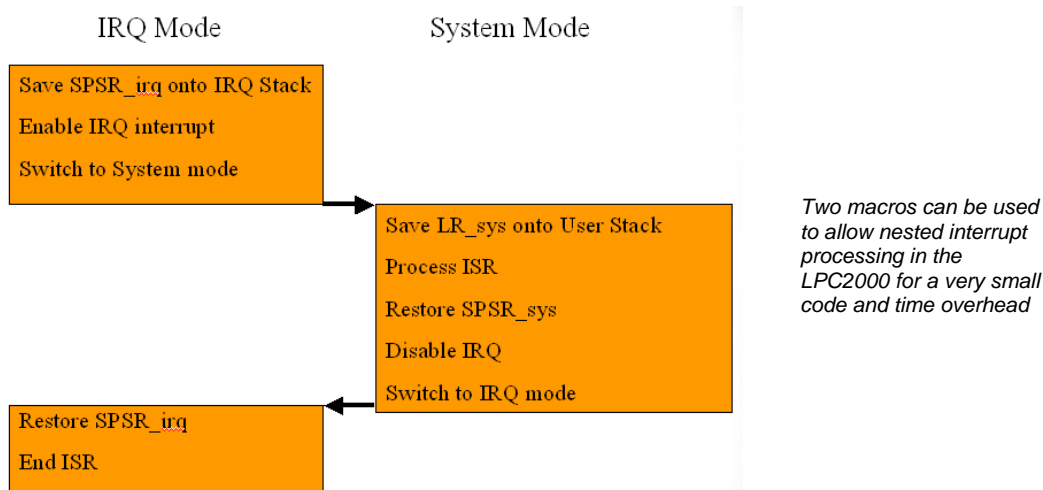 IRQ Mode
System Mode
Save SPSR_irq onto IRQ Stack
Enable IRQ interrupt
Switch to System mode
Save LR_sys onto User Stack
Process ISR
Restore SPSR_sys
Disable IRQ
Switch to IRQ mode
Restore SPSR_irq
End ISR
Two macros can be used
to allow nested interrupt
processing in the
LPC2000 for a very small
code and time overhead